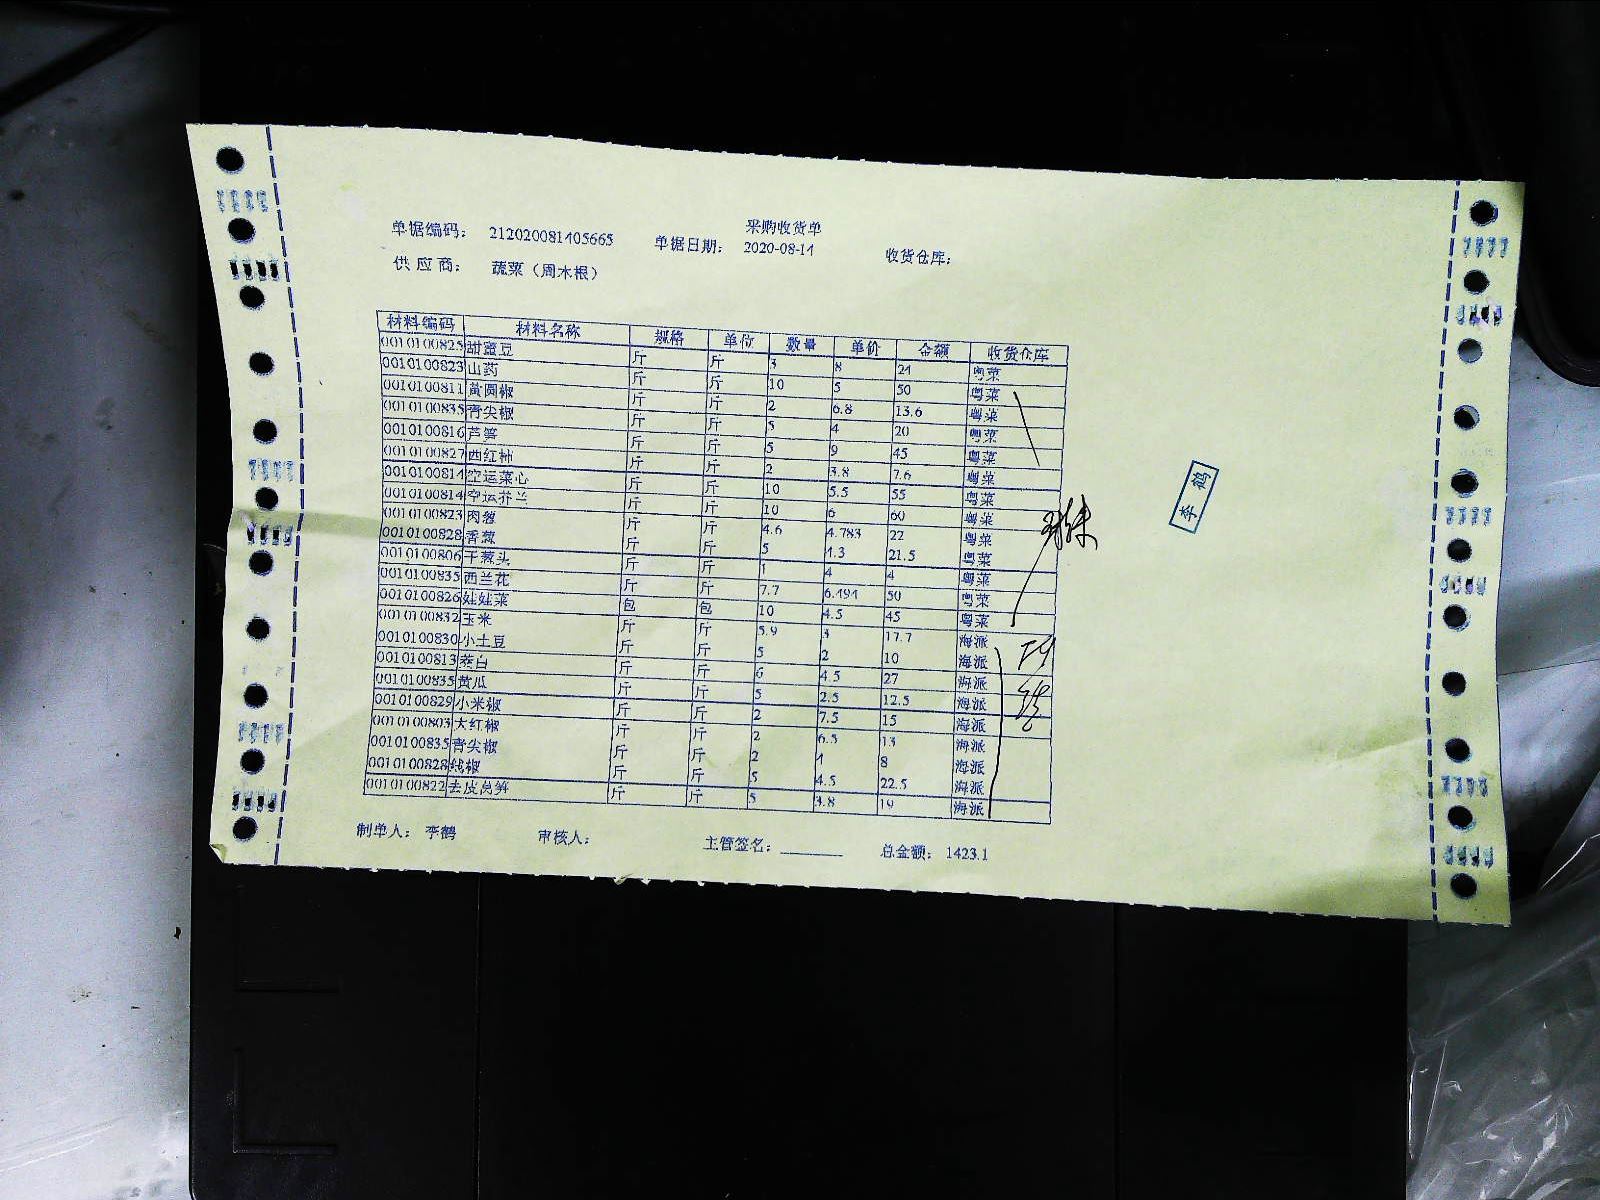 采购收货单
单据编码： 212020081405665 单据日期： 2020-08-14 收货仓库：
供 应 商： 蔬菜（周木根）
材料编码 材料名称 规格 单位 数量 单价 金额 收货仓库
0010100825 甜蜜豆 斤 斤 3 8 24 粤菜
0010100823 山药 斤 斤 10 5 50 粤菜
0010100811 黄圆椒 斤 斤 2 6.8 13.6 粤菜
0010100835 青尖椒 斤 斤 5 4 20 粤菜
0010100816 芦笋 斤 斤 5 9 45 粤菜
0010100827 西红柿 斤 斤 2 3.8 7.6 粤菜
0010100814 空运菜心 斤 斤 10 5.5 55 粤菜
0010100814 空运芥兰 斤 斤 10 6 60 粤菜
0010100823 肉葱 斤 斤 4.6 4.783 22 粤菜
0010100828 香葱 斤 斤 5 4.3 21.5 粤菜
0010100806 干葱头 斤 斤 1 4 4 粤菜
0010100835 西兰花 斤 斤 7.7 6.494 50 粤菜
0010100826 娃娃菜 包 包 10 4.5 45 粤菜
0010100832 玉米 斤 斤 5.9 3 17.7 海派
0010100830 小土豆 斤 斤 5 2 10 海派
0010100813 茭白 斤 斤 6 4.5 27 海派
0010100835 黄瓜 斤 斤 5 2.5 12.5 海派
0010100829 小米椒 斤 斤 2 7.5 15 海派
0010100803 大红椒 斤 斤 2 6.5 13 海派
0010100835 青尖椒 斤 斤 2 4 8 海派
0010100828 线椒 斤 斤 5 4.5 22.5 海派
0010100822 去皮莴笋 斤 斤 5 3.8 19 海派
制单人： 李鹤 审核人： 主管签名： 总金额： 1423.1
李鹤